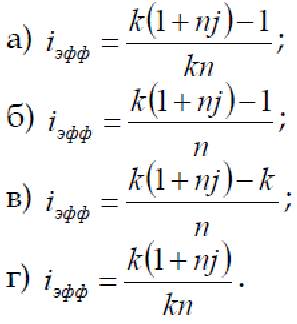 а) i_эфф = (k(1 + nj) − 1) / kn ;
б) i_эфф = (k(1 + nj) − 1) / n ;
в) i_эфф = (k(1 + nj) − k) / n ;
г) i_эфф = k(1 + nj) / kn .